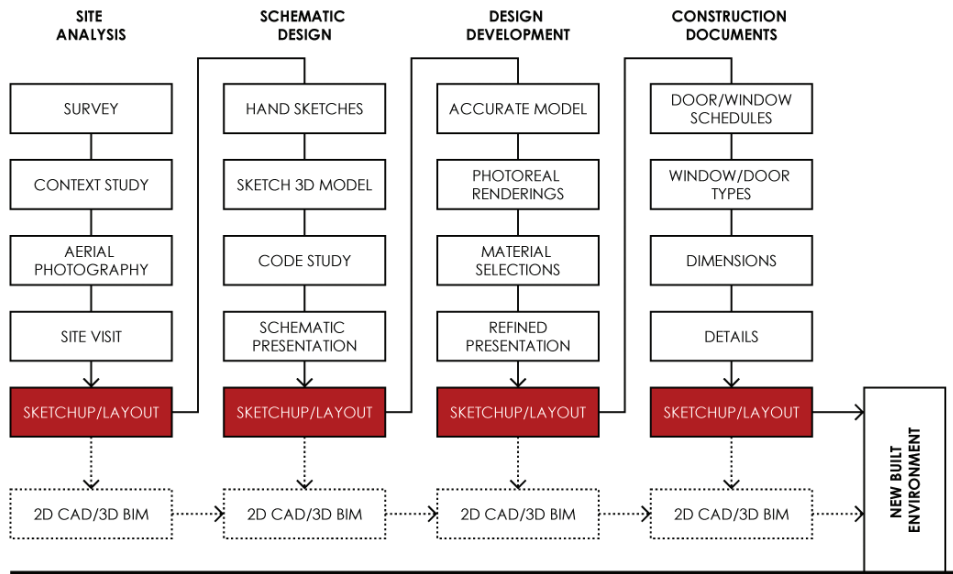 SITE
ANALYSIS
SURVEY
CONTEXT STUDY
AERIAL
PHOTOGRAPHY
SITE VISIT
SKETCHUP/LAYOUT
2D CAD/3D BIM
SCHEMATIC
DESIGN
HAND SKETCHES
SKETCH 3D MODEL
CODE STUDY
SCHEMATIC
PRESENTATION
SKETCHUP/LAYOUT
2D CAD/3D BIM
DESIGN
DEVELOPMENT
ACCURATE MODEL
PHOTOREAL
RENDERINGS
MATERIAL
SELECTIONS
REFINED
PRESENTATION
SKETCHUP/LAYOUT
2D CAD/3D BIM
CONSTRUCTION
DOCUMENTS
DOOR/WINDOW
SCHEDULES
WINDOW/DOOR
TYPES
DIMENSIONS
DETAILS
SKETCHUP/LAYOUT
2D CAD/3D BIM
NEW BUILT
ENVIROINMENT